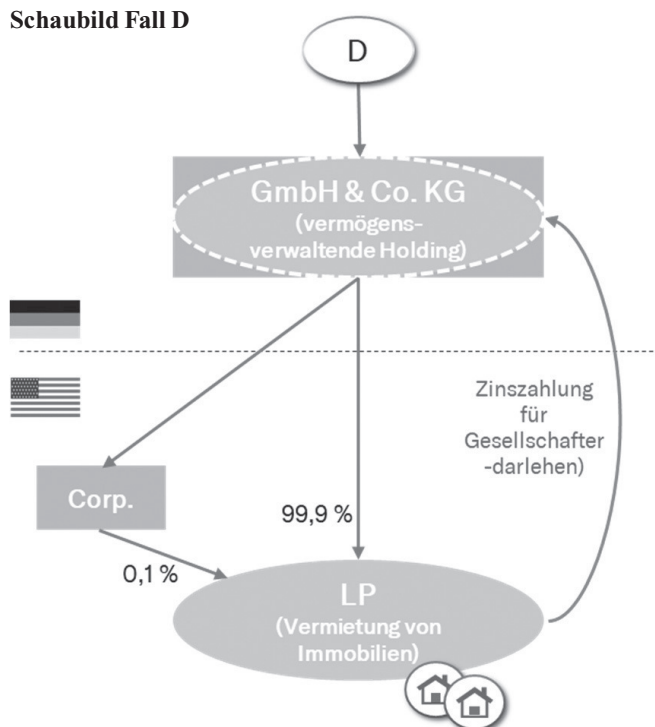 Schaubild Fall D
D
GmbH & Co. KG
(vermögens-
verwaltende Holding)
Zinszahlung
für
Gesellschafter
-darlehen)
Corp.
99,9 %
0,1 %
LP
(Vermietung von
Immobilien)